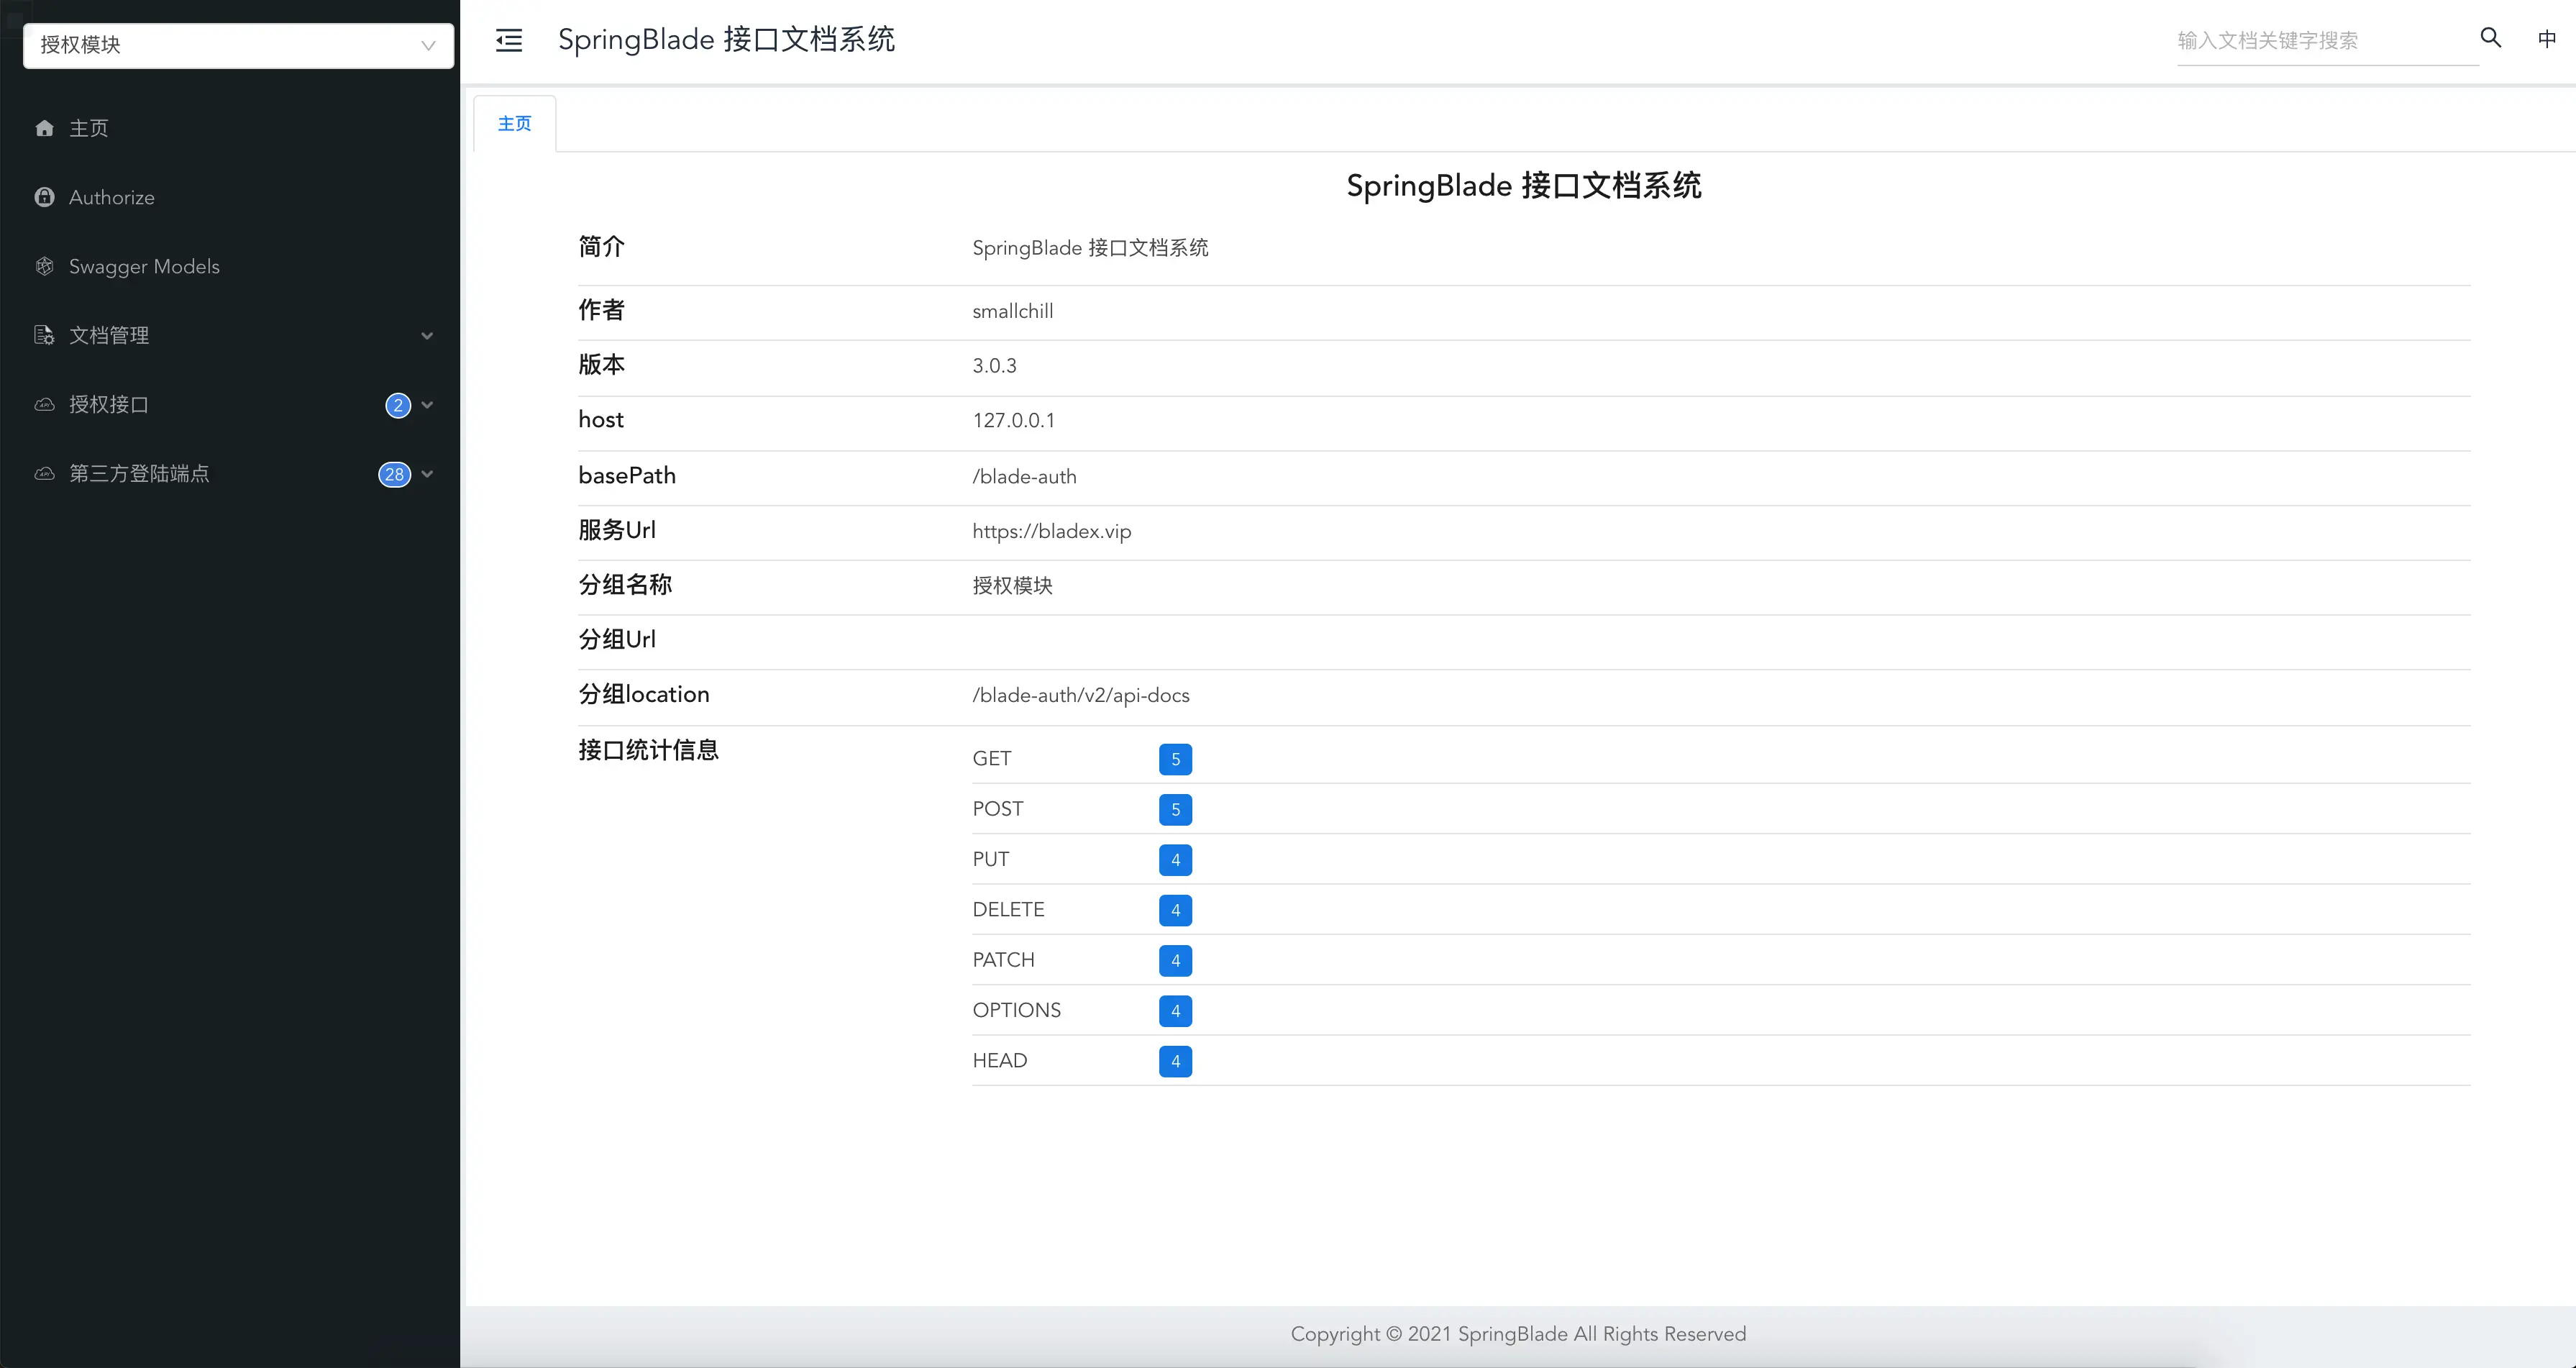 授权模块
主页
Authorize
Swagger Models
文档管理
授权接口 2
第三方登陆端点 28
SpringBlade 接口文档系统
输入文档关键字搜索
中
主页
SpringBlade 接口文档系统
简介 SpringBlade 接口文档系统
作者 smallchill
版本 3.0.3
host 127.0.0.1
basePath /blade-auth
服务Url https://bladex.vip
分组名称 授权模块
分组Url
分组location /blade-auth/v2/api-docs
接口统计信息
GET 5
POST 5
PUT 4
DELETE 4
PATCH 4
OPTIONS 4
HEAD 4
Copyright © 2021 SpringBlade All Rights Reserved